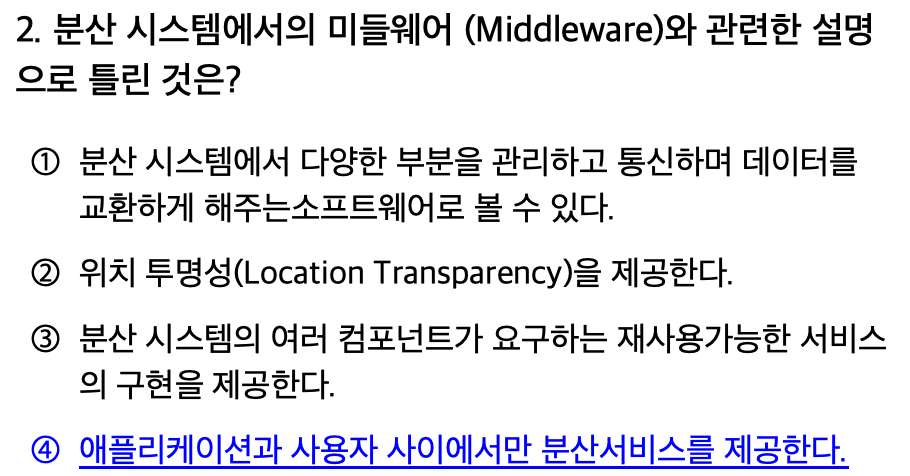 2. 분산 시스템에서의 미들웨어 (Middleware)와 관련한 설명
으로 틀린 것은?
① 분산 시스템에서 다양한 부분을 관리하고 통신하며 데이터를
교환하게 해주는소프트웨어로 볼 수 있다.
② 위치 투명성(Location Transparency)을 제공한다.
③ 분산 시스템의 여러 컴포넌트가 요구하는 재사용가능한 서비스
의 구현을 제공한다.
④ 애플리케이션과 사용자 사이에서만 분산서비스를 제공한다.